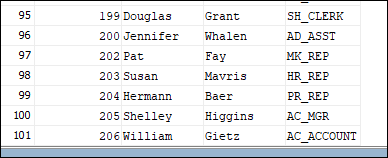 95 199 Douglas Grant SH_CLERK
96 200 Jennifer Whalen AD_ASST
97 202 Pat Fay MK_REP
98 203 Susan Mavris HR_REP
99 204 Hermann Baer PR_REP
100 205 Shelley Higgins AC_MGR
101 206 William Gietz AC_ACCOUNT